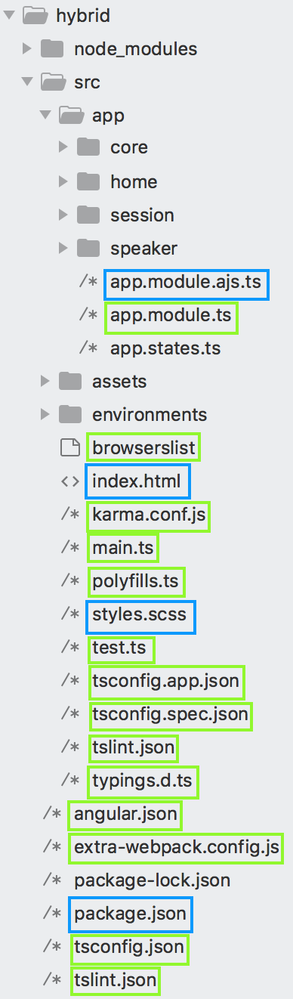 hybrid
node_modules
src
app
core
home
session
speaker
/* app.module.ajs.ts
/* app.module.ts
/* app.states.ts
assets
environments
browserslist
<> index.html
/* karma.conf.js
/* main.ts
/* polyfills.ts
/* styles.scss
/* test.ts
/* tsconfig.app.json
/* tsconfig.spec.json
/* tslint.json
/* typings.d.ts
/* angular.json
/* extra-webpack.config.js
/* package-lock.json
/* package.json
/* tsconfig.json
/* tslint.json